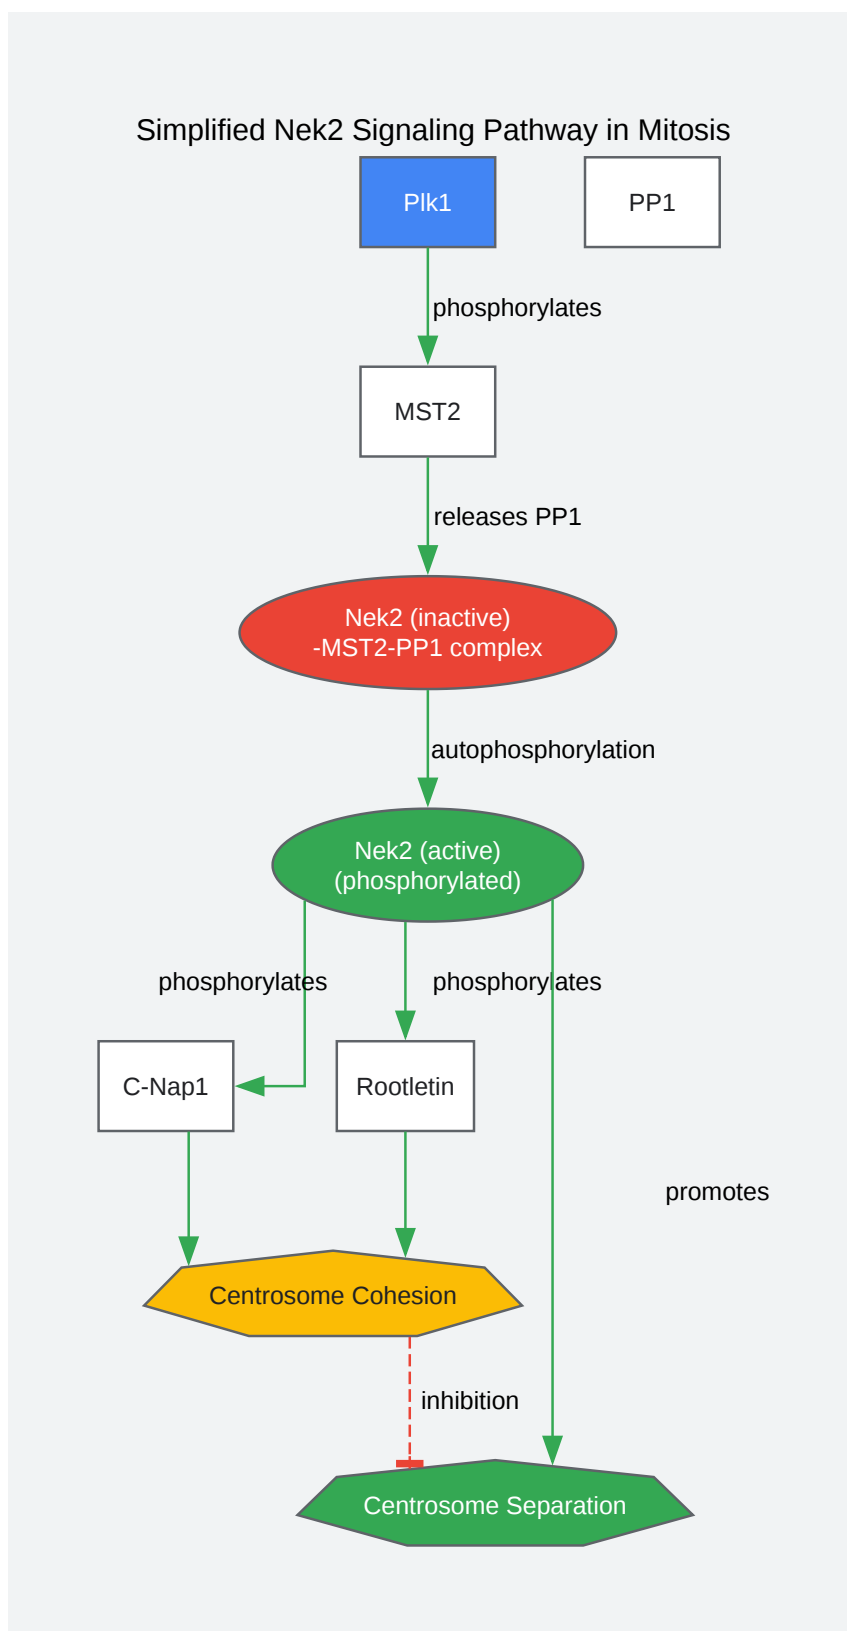 Simplified Nek2 Signaling Pathway in Mitosis
Plk1
PP1
phosphorylates
MST2
releases PP1
Nek2 (inactive)
-MST2-PP1 complex
autophosphorylation
Nek2 (active)
(phosphorylated)
phosphorylates
phosphorylates
C-Nap1
Rootletin
promotes
Centrosome Cohesion
inhibition
Centrosome Separation